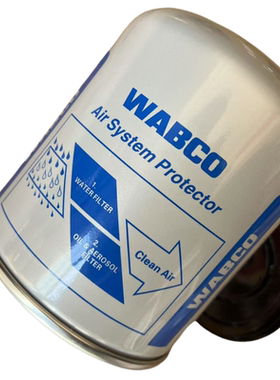 WABCO
Air System Protector
1.
WATER FILTER
2.
OIL & AEROSOL
FILTER
Clean Air
WABCO